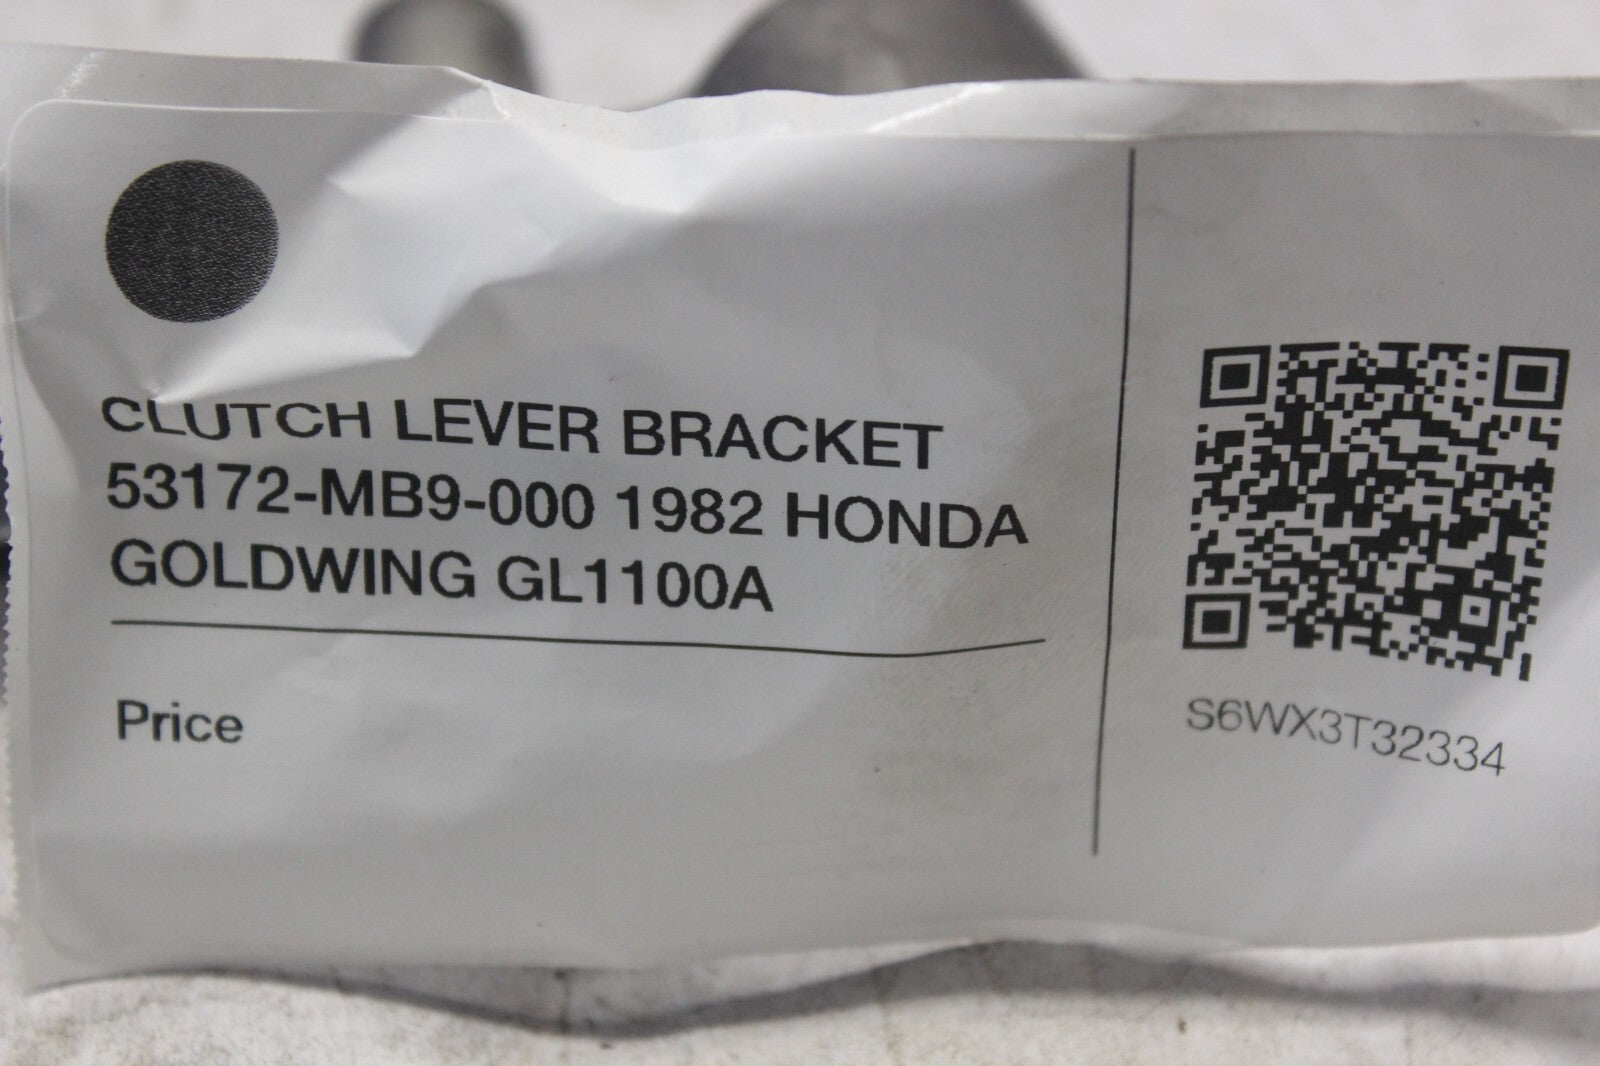 CLUTCH LEVER BRACKET
53172-MB9-000 1982 HONDA
GOLDWING GL1100A
Price
S6WX3T32334